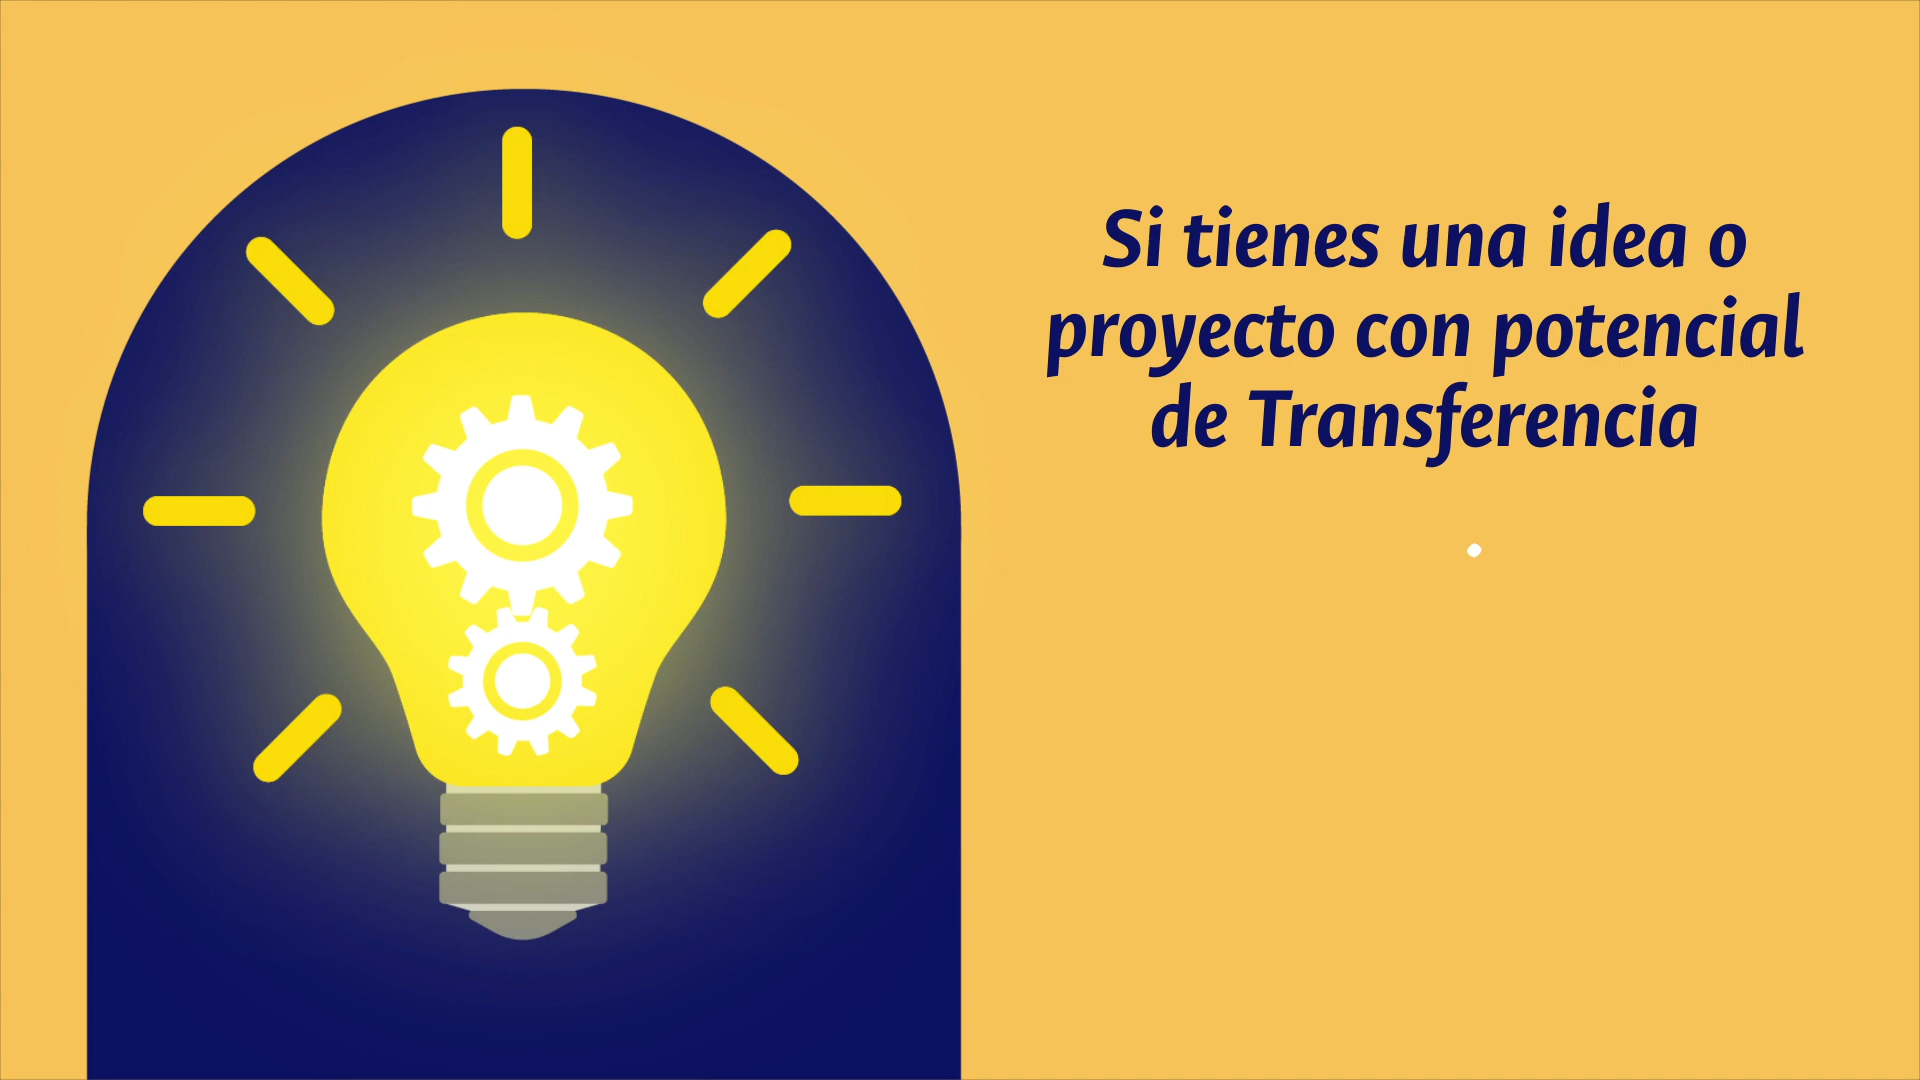 Si tienes una idea o
proyecto con potencial
de Transferencia